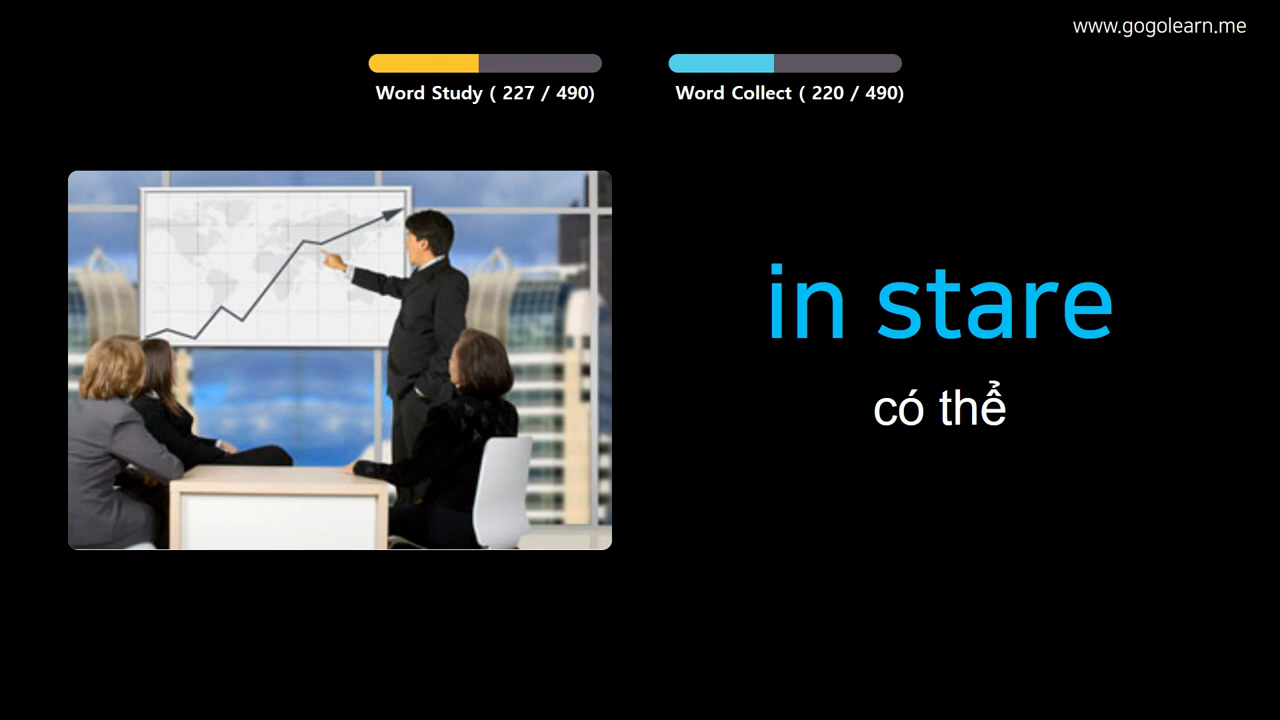 www.gogolearn.me
Word Study ( 227 / 490)
Word Collect ( 220 / 490)
in stare
có thể